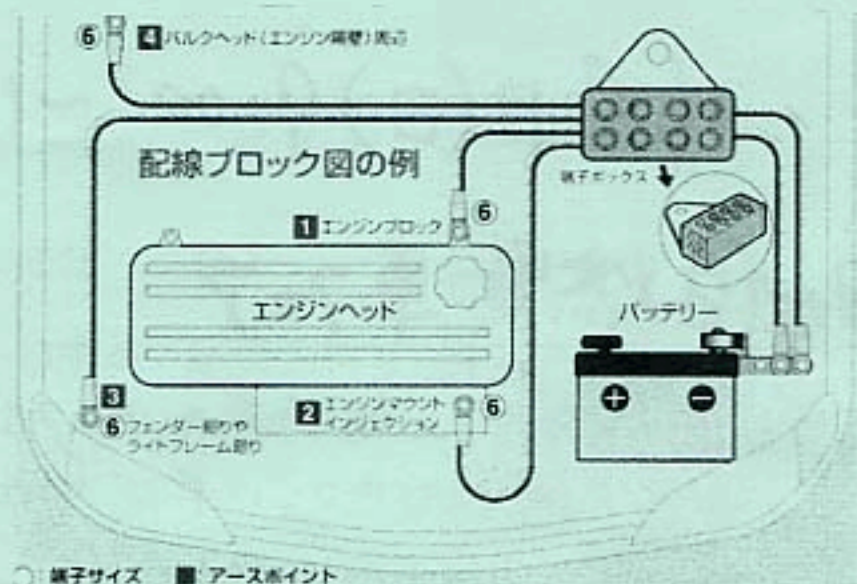 ⑥ 4 バルクヘッド(エンジン隔壁)周辺
配線ブロック図の例
端子ボックス
1 エンジンブロック ⑥
エンジンヘッド
バッテリー
+ −
3
⑥ フェンダー廻りや
ライトフレーム廻り
2 エンジンマウント ⑥
インジェクション
○ 端子サイズ ■ アースポイント